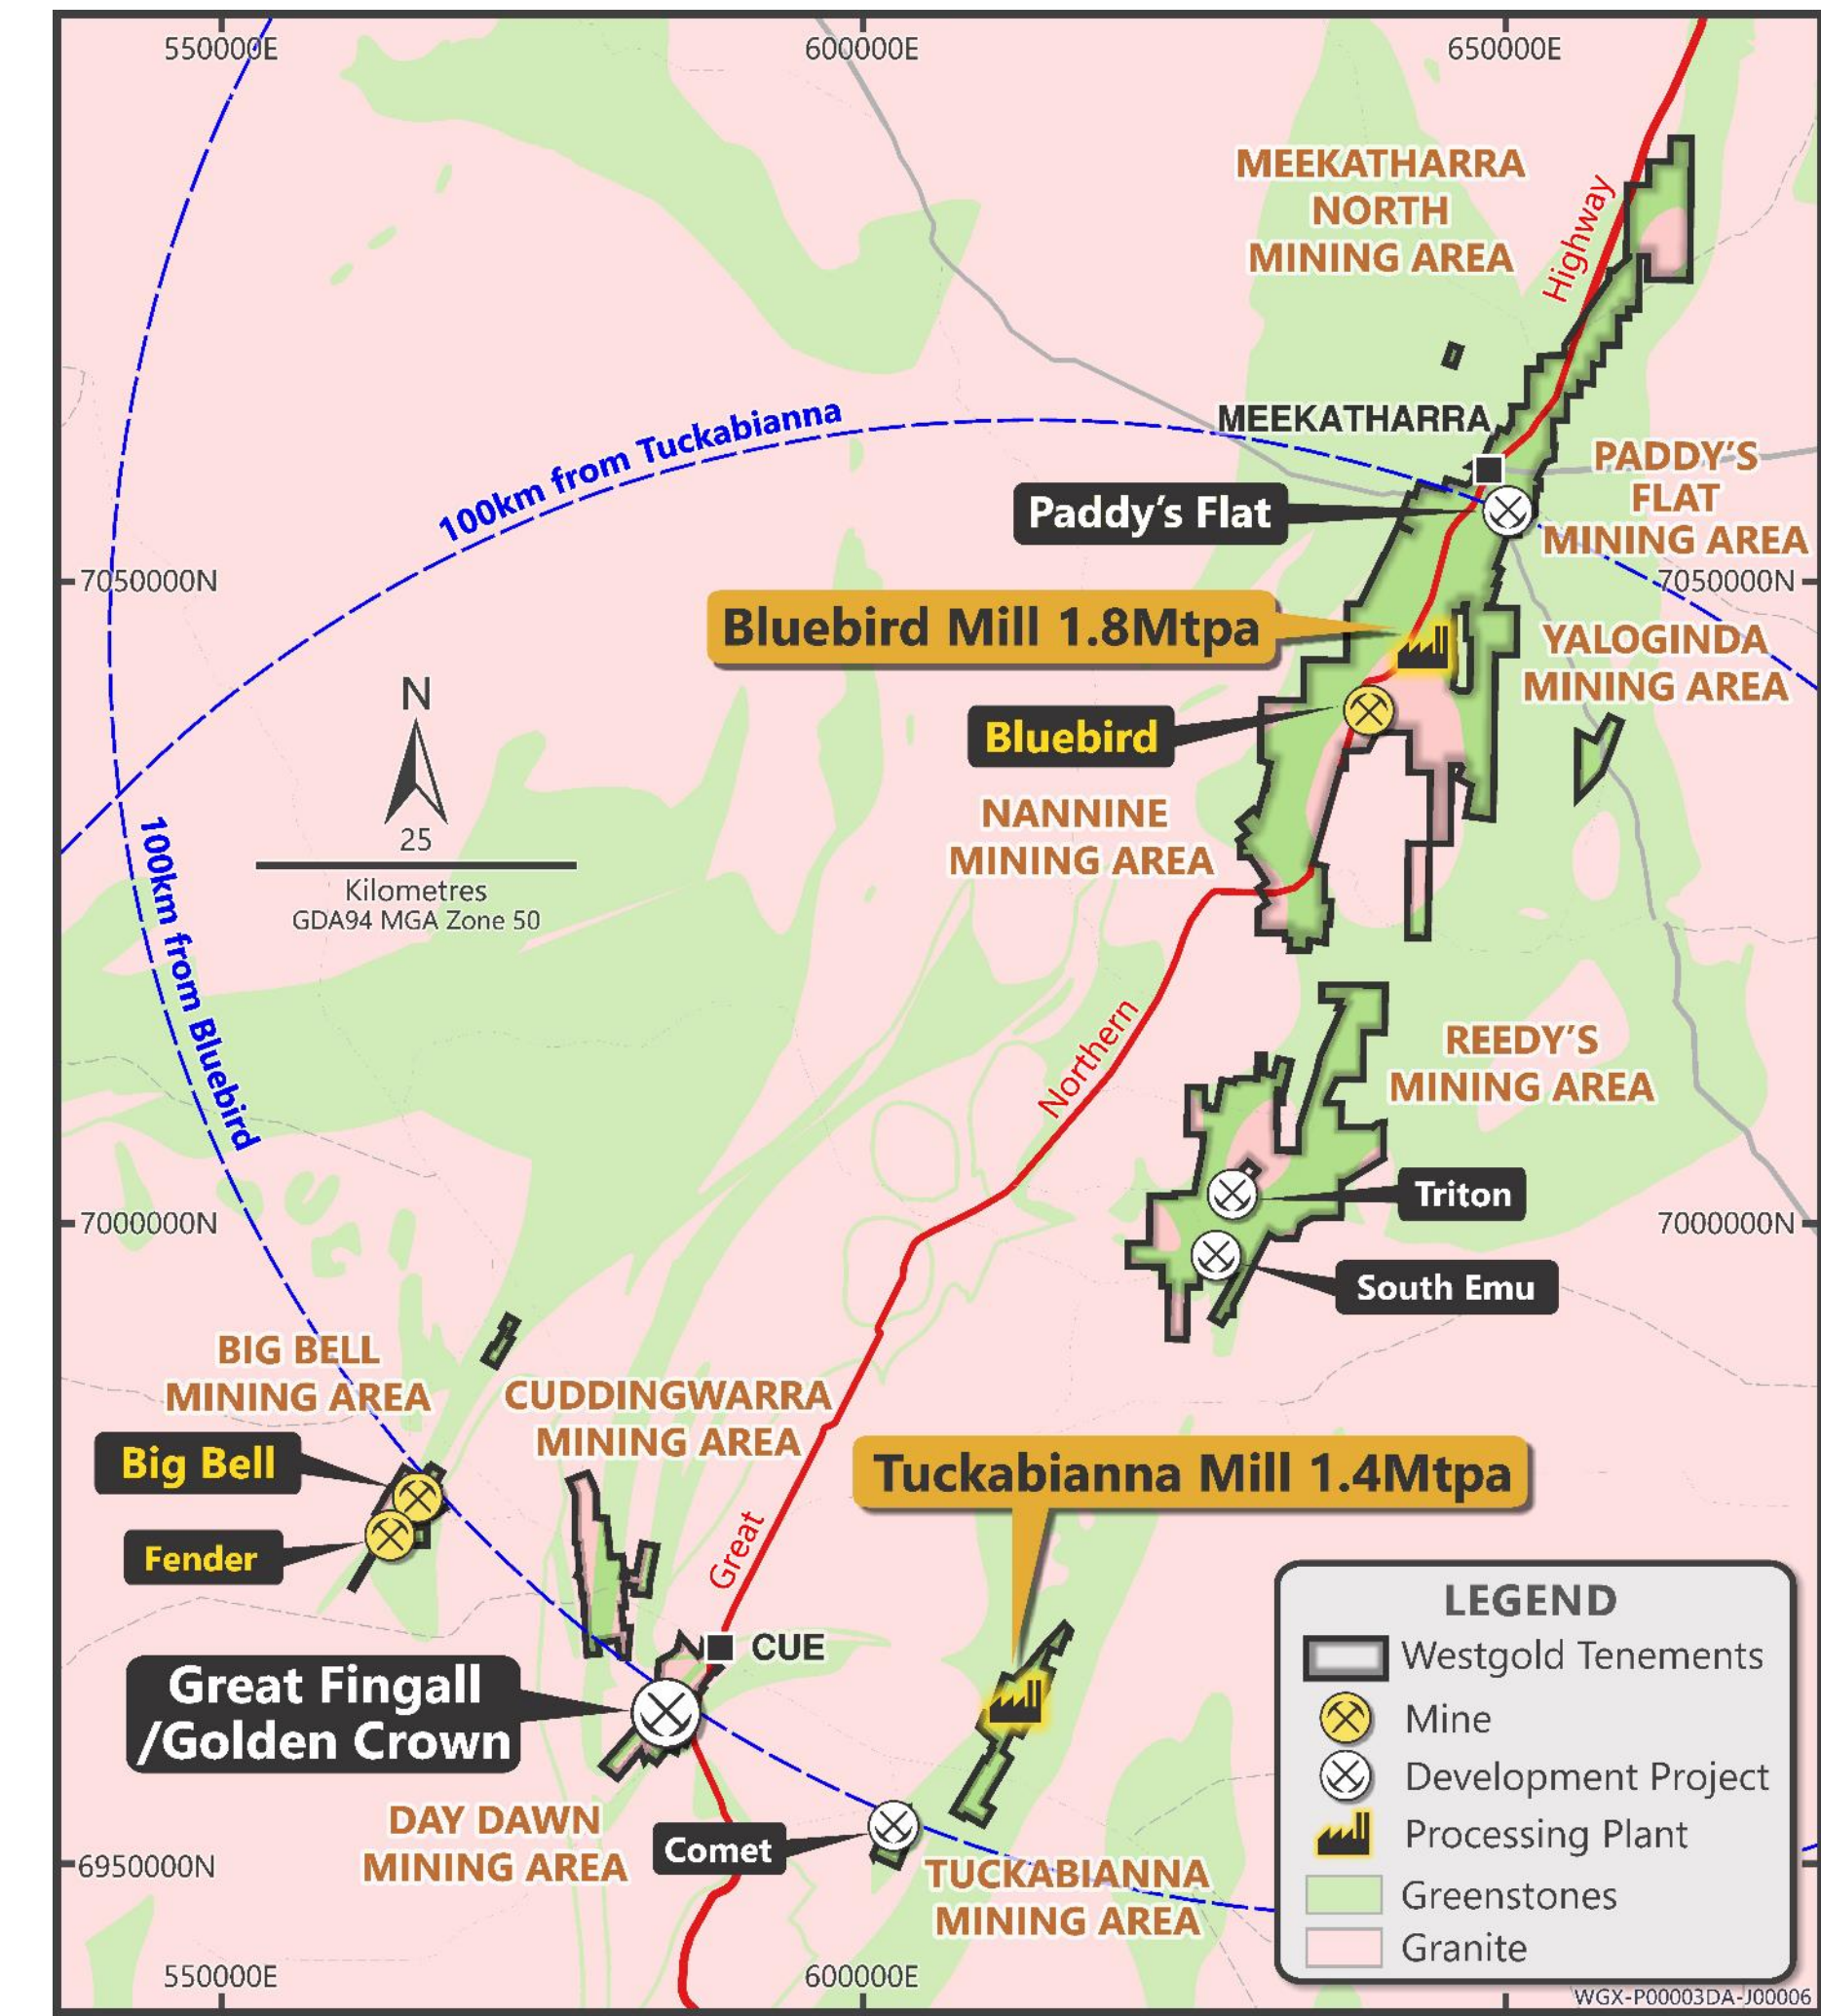 550000E
600000E
650000E
MEEKATHARRA
NORTH
MINING AREA
Highway
100km from Tuckabianna
MEEKATHARRA
PADDY'S
FLAT
MINING AREA
Paddy's Flat
7050000N
7050000N
Bluebird Mill 1.8Mtpa
YALOGINDA
MINING AREA
N
25
Kilometres
GDA94 MGA Zone 50
Bluebird
NANNINE
MINING AREA
100km from Bluebird
Northern
REEDY'S
MINING AREA
Triton
7000000N
7000000N
South Emu
BIG BELL
MINING AREA
CUDDINGWARRA
MINING AREA
Big Bell
Fender
Tuckabianna Mill 1.4Mtpa
Great
CUE
Great Fingall
/Golden Crown
DAY DAWN
MINING AREA
Comet
6950000N
TUCKABIANNA
MINING AREA
LEGEND
Westgold Tenements
Mine
Development Project
Processing Plant
Greenstones
Granite
550000E
600000E
WGX-P00003DA-J00006